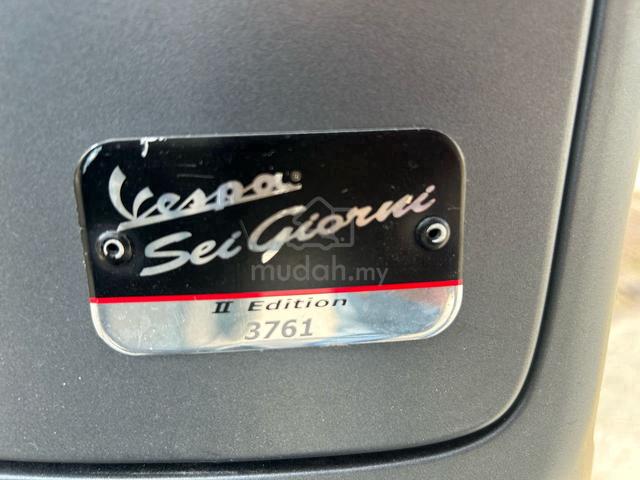 Vespa®
Sei Giorni
mudah.my
II Edition
3761